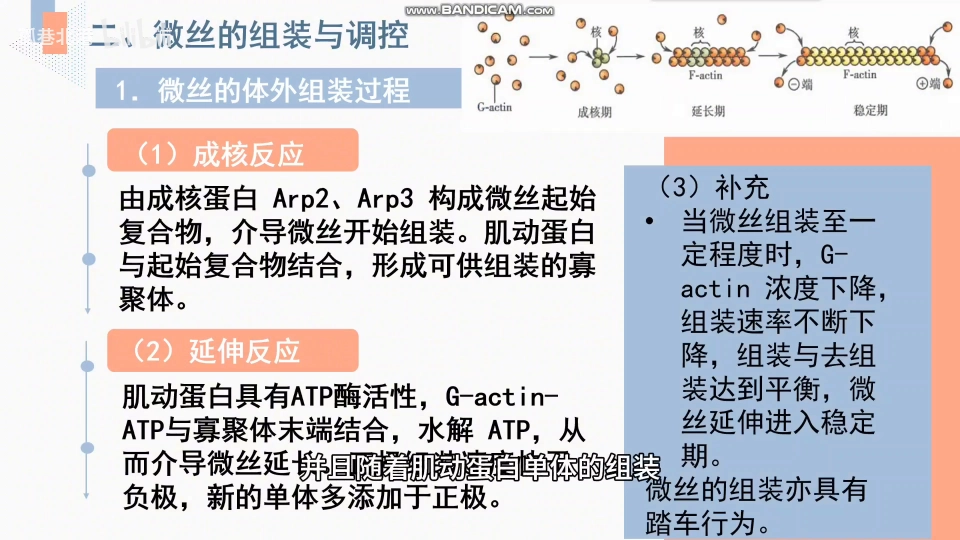 www.BANDICAM.com
二、微丝的组装与调控
1. 微丝的体外组装过程
G-actin
核
成核期
核
F-actin
延长期
核
F-actin
⊖端
⊕端
稳定期
（1）成核反应
由成核蛋白 Arp2、Arp3 构成微丝起始
复合物，介导微丝开始组装。肌动蛋白
与起始复合物结合，形成可供组装的寡
聚体。
（2）延伸反应
肌动蛋白具有ATP酶活性，G-actin-
ATP与寡聚体末端结合，水解 ATP，从
而介导微丝延长
负极，新的单体多添加于正极。
（3）补充
• 当微丝组装至一
定程度时，G-
actin 浓度下降，
组装速率不断下
降，组装与去组
装达到平衡，微
丝延伸进入稳定
期。
微丝的组装亦具有
踏车行为。
并且随着肌动蛋白单体的组装